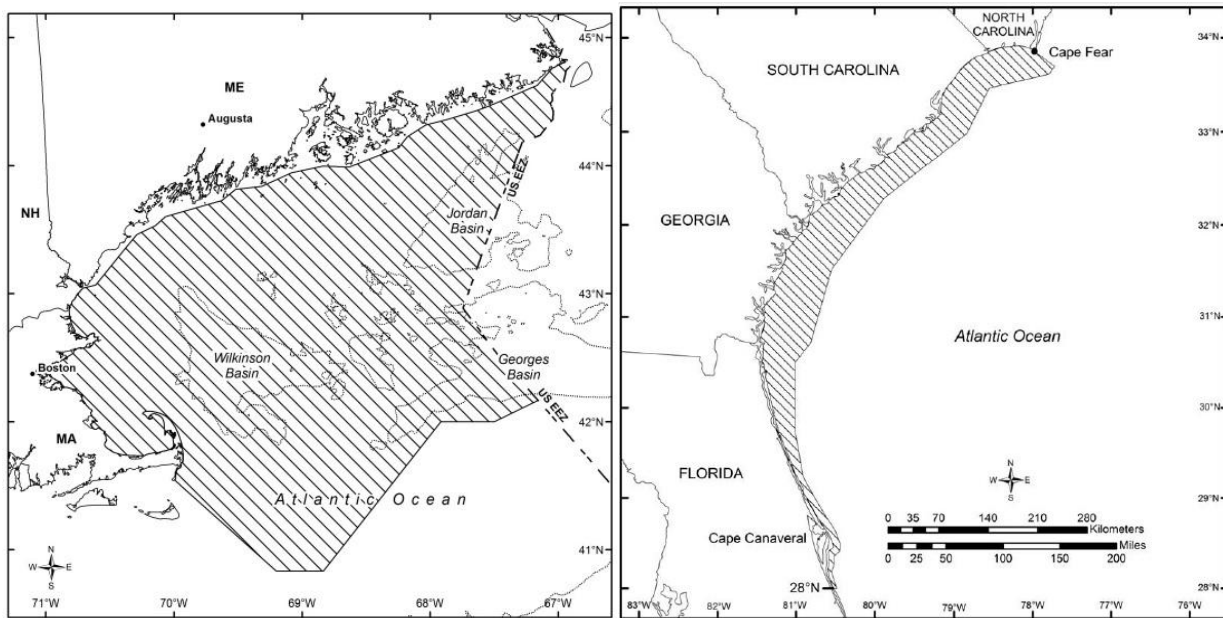 45°N
ME
Augusta
44°N
US EEZ
NH
Jordan
Basin
43°N
Wilkinson
Basin
Georges
Basin
Boston
US EEZ
42°N
MA
Atlantic Ocean
41°N
N
W E
S
71°W 70°W 69°W 68°W 67°W
NORTH
CAROLINA
34°N
Cape Fear
SOUTH CAROLINA
33°N
32°N
GEORGIA
31°N
Atlantic Ocean
30°N
FLORIDA
N
W E
S
29°N
0 35 70 140 210 280
Kilometers
Cape Canaveral
Miles
0 25 50 100 150 200
28°N
28°N
83°W 82°W 81°W 80°W 79°W 78°W 77°W 76°W